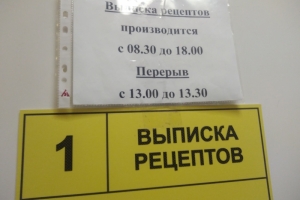 Выписка рецептов
производится
с 08.30 до 18.00
Перерыв
с 13.00 до 13.30
1
ВЫПИСКА
РЕЦЕПТОВ